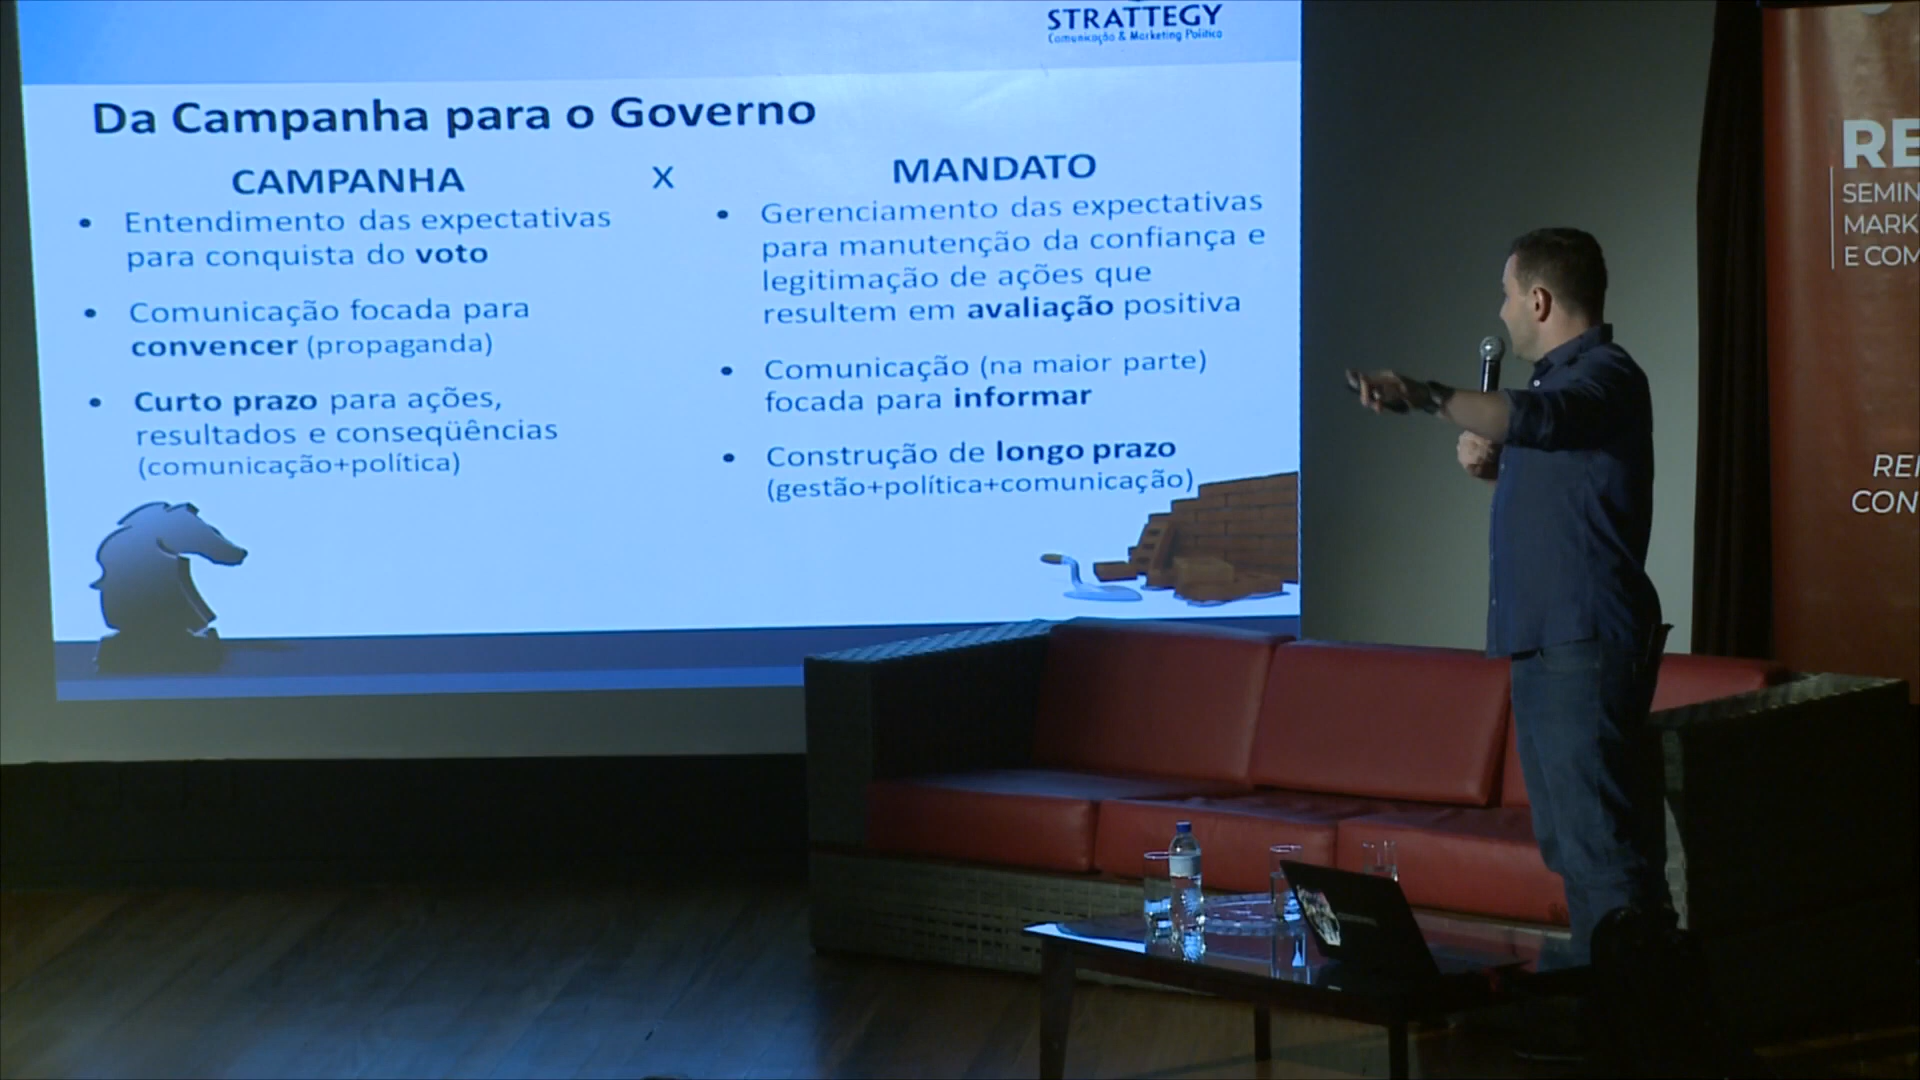 STRATTEGY
Comunicação & Marketing Político
Da Campanha para o Governo
CAMPANHA
x
MANDATO
• Entendimento das expectativas
para conquista do voto
• Comunicação focada para
convencer (propaganda)
• Curto prazo para ações,
resultados e conseqüências
(comunicação+política)
• Gerenciamento das expectativas
para manutenção da confiança e
legitimação de ações que
resultem em avaliação positiva
• Comunicação (na maior parte)
focada para informar
• Construção de longo prazo
(gestão+política+comunicação)
RE
SEMIN
MARK
E COM
REI
CON